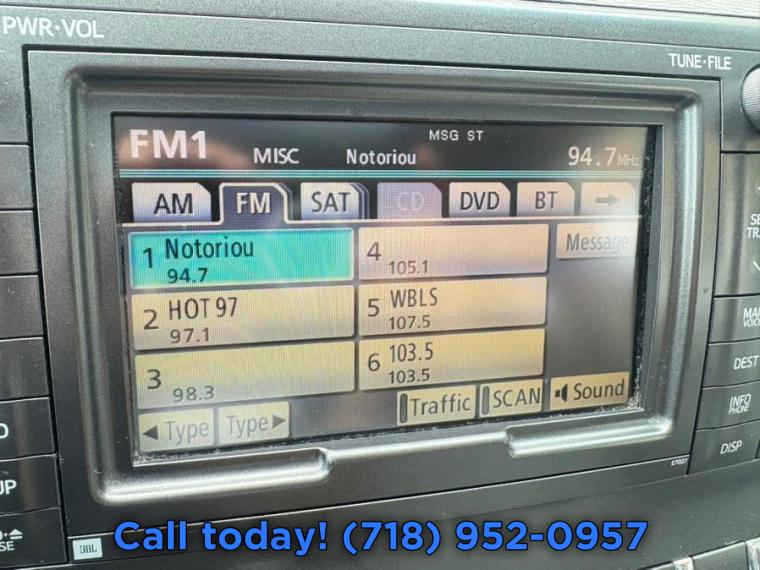 PWR·VOL
TUNE·FILE
MSG ST
FM1 MISC Notoriou 94.7MHz
AM FM SAT CD DVD BT
1 Notoriou
94.7
4
105.1
Message
2 HOT 97
97.1
5 WBLS
107.5
3
98.3
6 103.5
103.5
◀ Type Type ▶ Traffic SCAN Sound
DEST
INFO
PHONE
DISP
E7007
JBL
Call today! (718) 952-0957